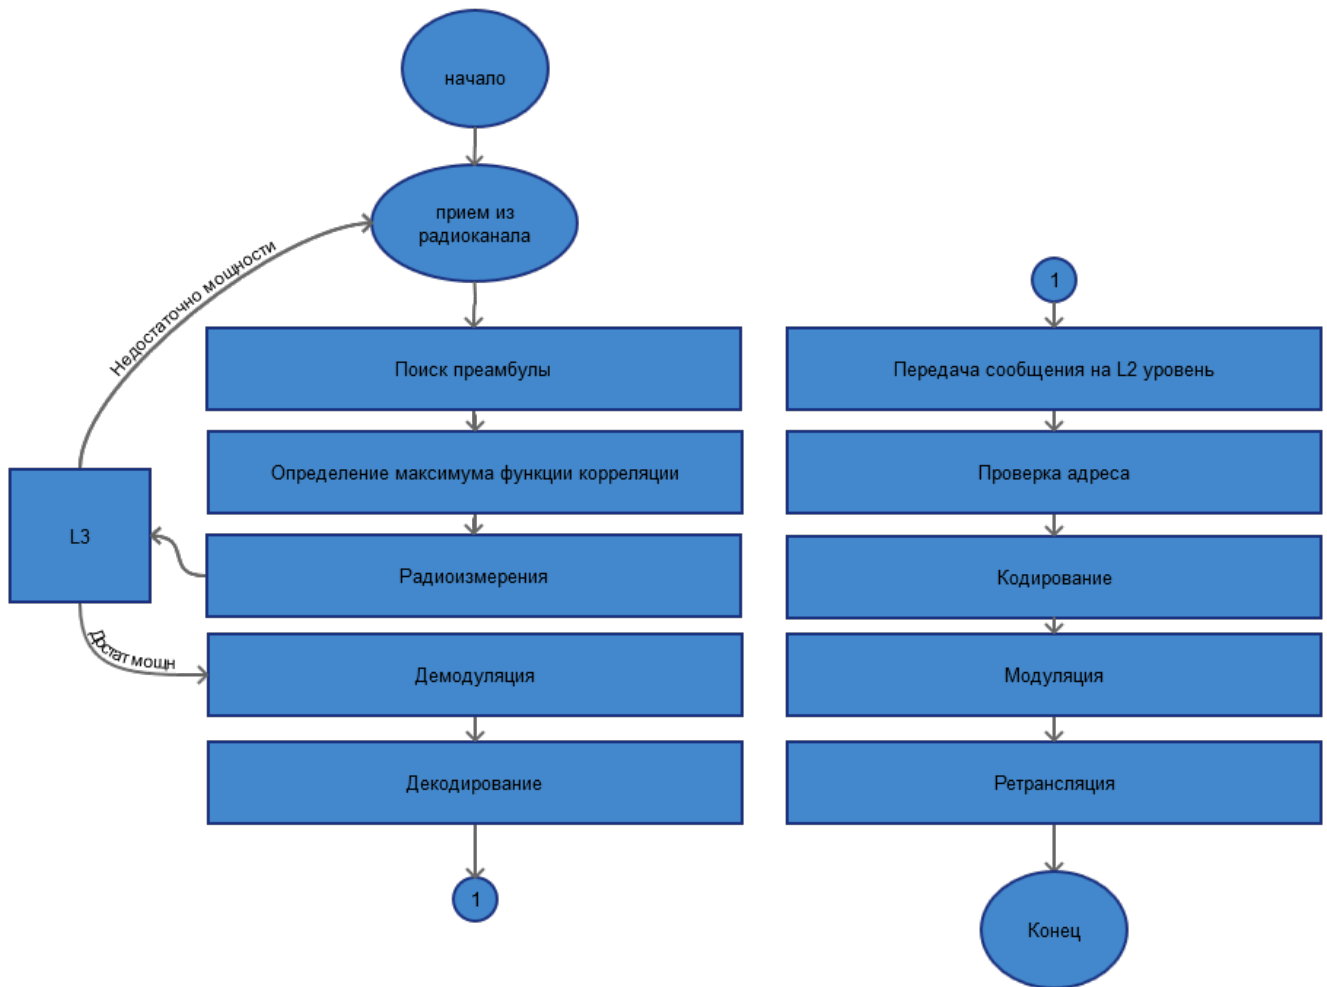 начало
прием из
радиоканала
Недостаточно мощности
Поиск преамбулы
Определение максимума функции корреляции
L3
Радиоизмерения
Достат мощн
Демодуляция
Декодирование
1
1
Передача сообщения на L2 уровень
Проверка адреса
Кодирование
Модуляция
Ретрансляция
Конец